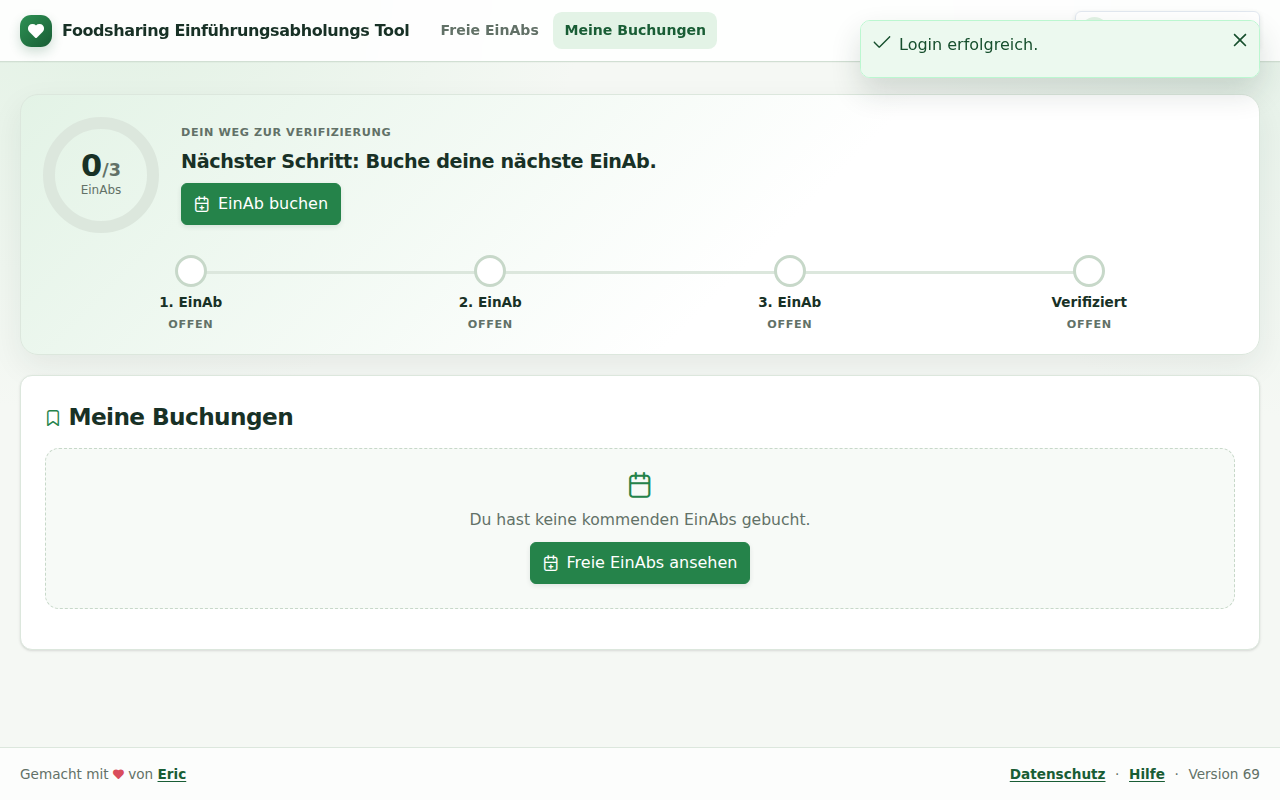 Foodsharing Einführungsabholungs Tool
Freie EinAbs
Meine Buchungen
Login erfolgreich.
DEIN WEG ZUR VERIFIZIERUNG
Nächster Schritt: Buche deine nächste EinAb.
0/3
EinAbs
EinAb buchen
1. EinAb
OFFEN
2. EinAb
OFFEN
3. EinAb
OFFEN
Verifiziert
OFFEN
Meine Buchungen
Du hast keine kommenden EinAbs gebucht.
Freie EinAbs ansehen
Gemacht mit von Eric
Datenschutz · Hilfe · Version 69